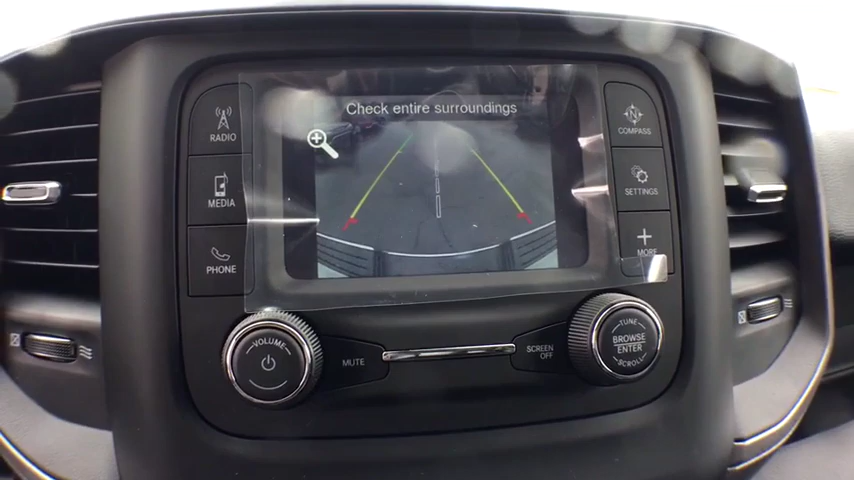 Check entire surroundings
RADIO
MEDIA
PHONE
N
COMPASS
SETTINGS
MORE
VOLUME
MUTE
SCREEN
OFF
TUNE
BROWSE
ENTER
SCROLL